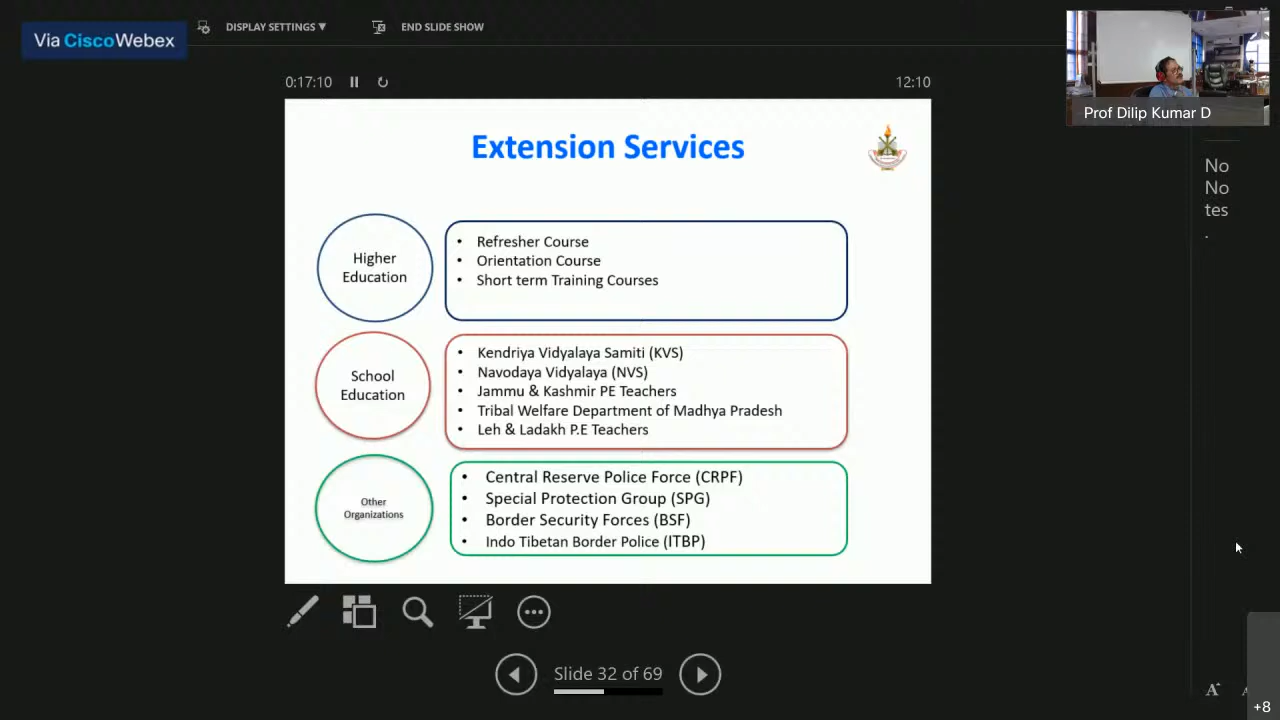 Via CiscoWebex
DISPLAY SETTINGS ▼
END SLIDE SHOW
Prof Dilip Kumar D
0:17:10
12:10
Extension Services
Higher
Education
• Refresher Course
• Orientation Course
• Short term Training Courses
School
Education
• Kendriya Vidyalaya Samiti (KVS)
• Navodaya Vidyalaya (NVS)
• Jammu & Kashmir PE Teachers
• Tribal Welfare Department of Madhya Pradesh
• Leh & Ladakh P.E Teachers
Other
Organizations
• Central Reserve Police Force (CRPF)
• Special Protection Group (SPG)
• Border Security Forces (BSF)
• Indo Tibetan Border Police (ITBP)
No
No
tes
.
Slide 32 of 69
A
+8